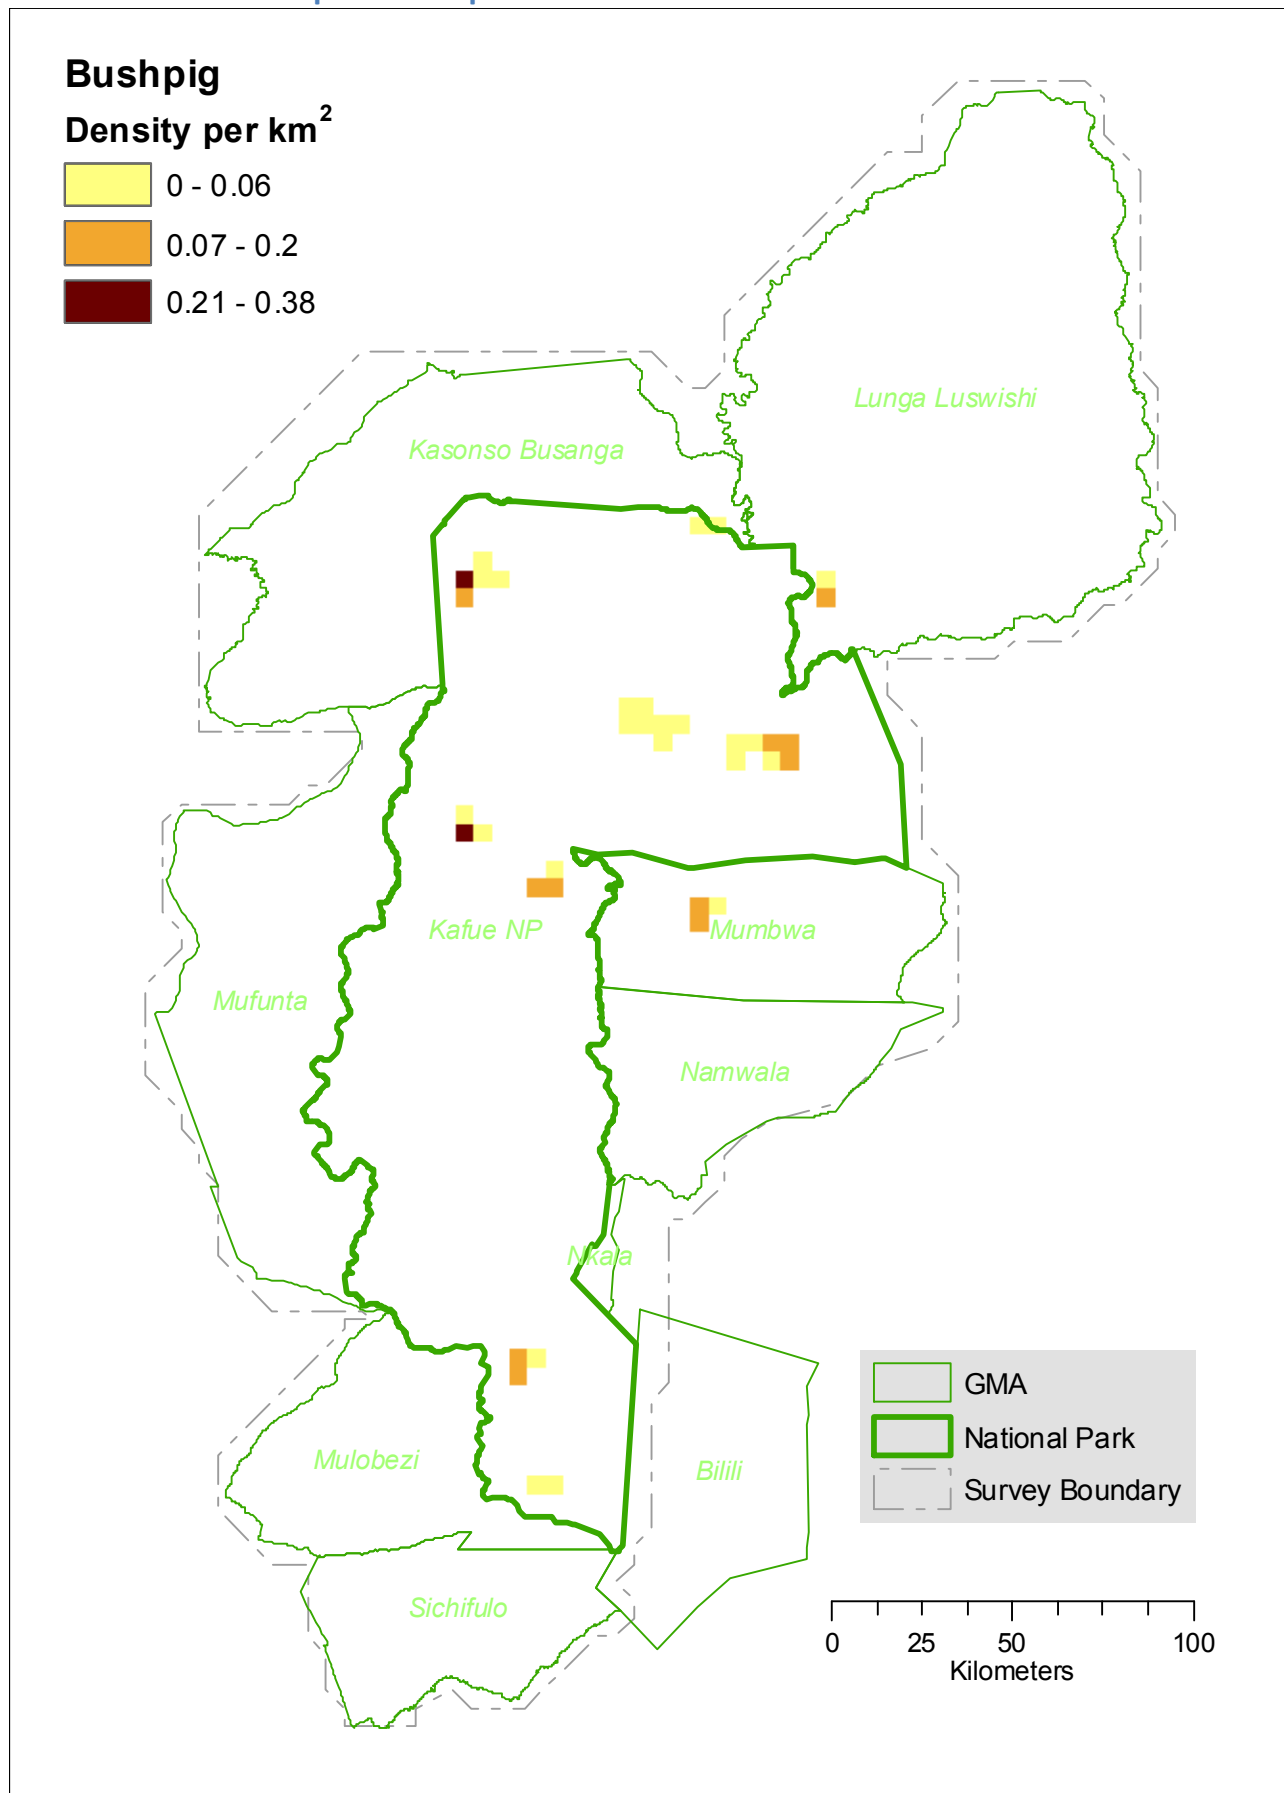 Bushpig
Density per km²
0 - 0.06
0.07 - 0.2
0.21 - 0.38
Lunga Luswishi
Kasonso Busanga
Kafue NP
Mumbwa
Mufunta
Namwala
Nkala
GMA
National Park
Survey Boundary
Mulobezi
Bilili
Sichifulo
0 25 50 100
Kilometers